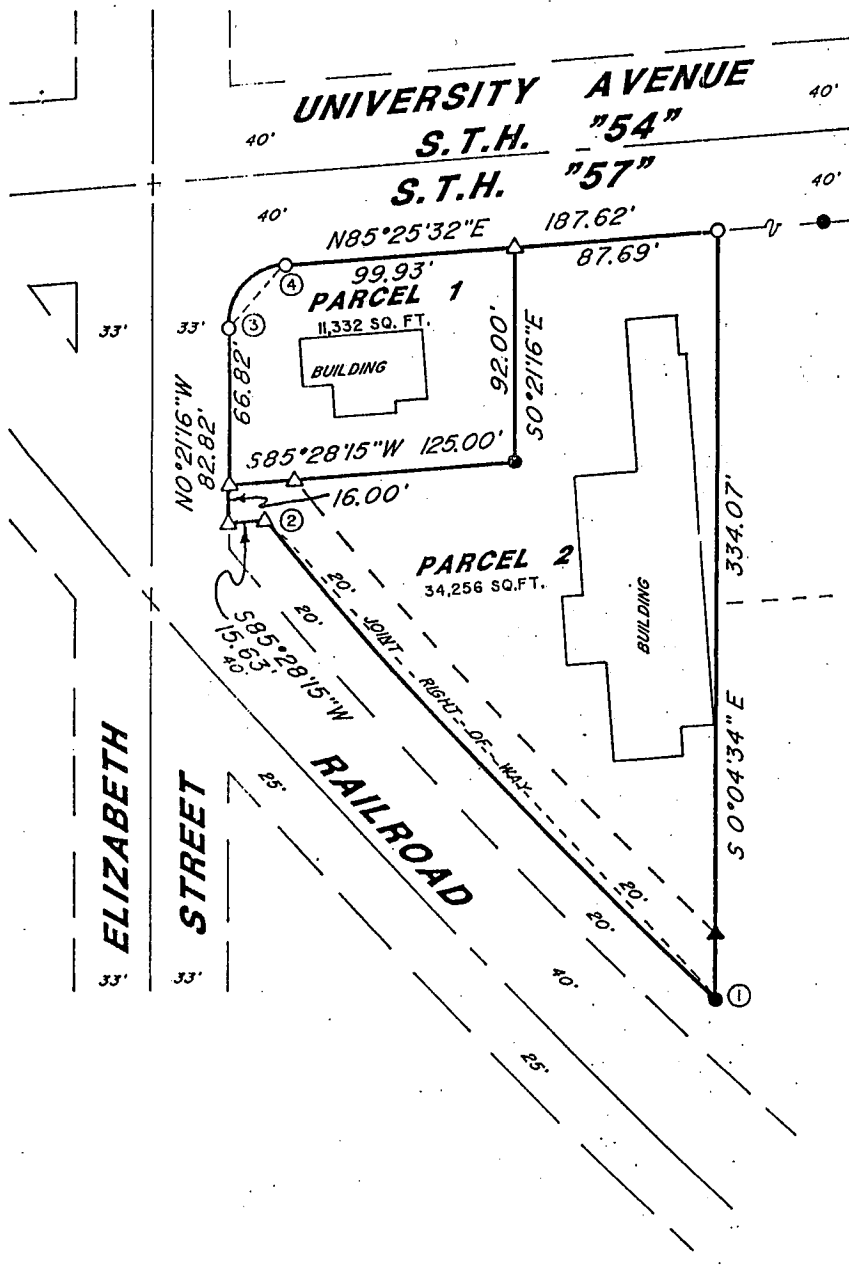 UNIVERSITY AVENUE
40'
40'
S.T.H. "54"
S.T.H. "57"
40'
40'
N85°25'32"E
187.62'
99.93'
87.69'
④
PARCEL 1
11,332 SQ. FT.
③
33'
33'
BUILDING
66.82'
92.00'
S0°21'16"E
N0°21'16"W
82.82'
S85°28'15"W 125.00'
16.00'
②
PARCEL 2
34,256 SQ.FT.
BUILDING
334.07'
S 0°04'34" E
20'
20'
S85°28'15"W
15.63'
40'
JOINT RIGHT-OF-WAY
RAILROAD
25'
ELIZABETH
STREET
20'
20'
33'
33'
40'
①
25'